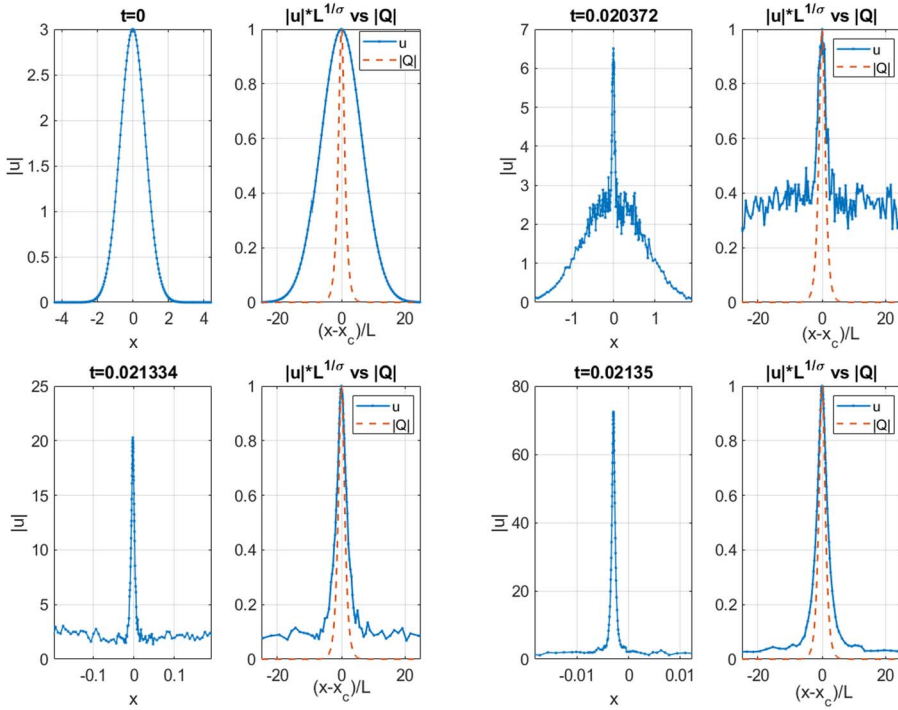 t=0
3
2.5
2
1.5
1
0.5
0
-4 -2 0 2 4
x
|u|
|u|*L^{1/σ} vs |Q|
u
|Q|
1
0.8
0.6
0.4
0.2
0
-20 0 20
(x-x_c)/L
t=0.020372
7
6
5
4
3
2
1
0
-1 0 1
x
|u|
|u|*L^{1/σ} vs |Q|
u
|Q|
1
0.8
0.6
0.4
0.2
0
-20 0 20
(x-x_c)/L
t=0.021334
25
20
15
10
5
0
-0.1 0 0.1
x
|u|
|u|*L^{1/σ} vs |Q|
u
|Q|
1
0.8
0.6
0.4
0.2
0
-20 0 20
(x-x_c)/L
t=0.02135
80
60
40
20
0
-0.01 0 0.01
x
|u|
|u|*L^{1/σ} vs |Q|
u
|Q|
1
0.8
0.6
0.4
0.2
0
-20 0 20
(x-x_c)/L